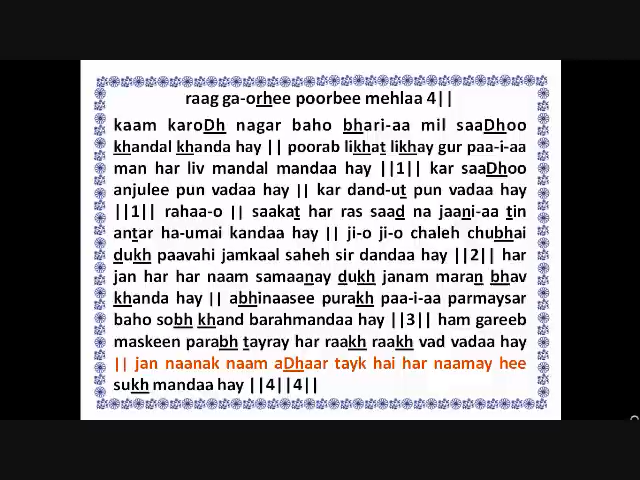 raag ga-orhee poorbee mehlaa 4||
kaam karoDh nagar baho bhari-aa mil saaDhoo
khandal khanda hay || poorab likhat likhay gur paa-i-aa
man har liv mandal mandaa hay ||1|| kar saaDhoo
anjulee pun vadaa hay || kar dand-ut pun vadaa hay
||1|| rahaa-o || saakat har ras saad na jaani-aa tin
antar ha-umai kandaa hay || ji-o ji-o chaleh chubhai
dukh paavahi jamkaal saheh sir dandaa hay ||2|| har
jan har har naam samaanay dukh janam maran bhav
khanda hay || abhinaasee purakh paa-i-aa parmaysar
baho sobh khand barahmandaa hay ||3|| ham gareeb
maskeen parabh tayray har raakh raakh vad vadaa hay
|| jan naanak naam aDhaar tayk hai har naamay hee
sukh mandaa hay ||4||4||